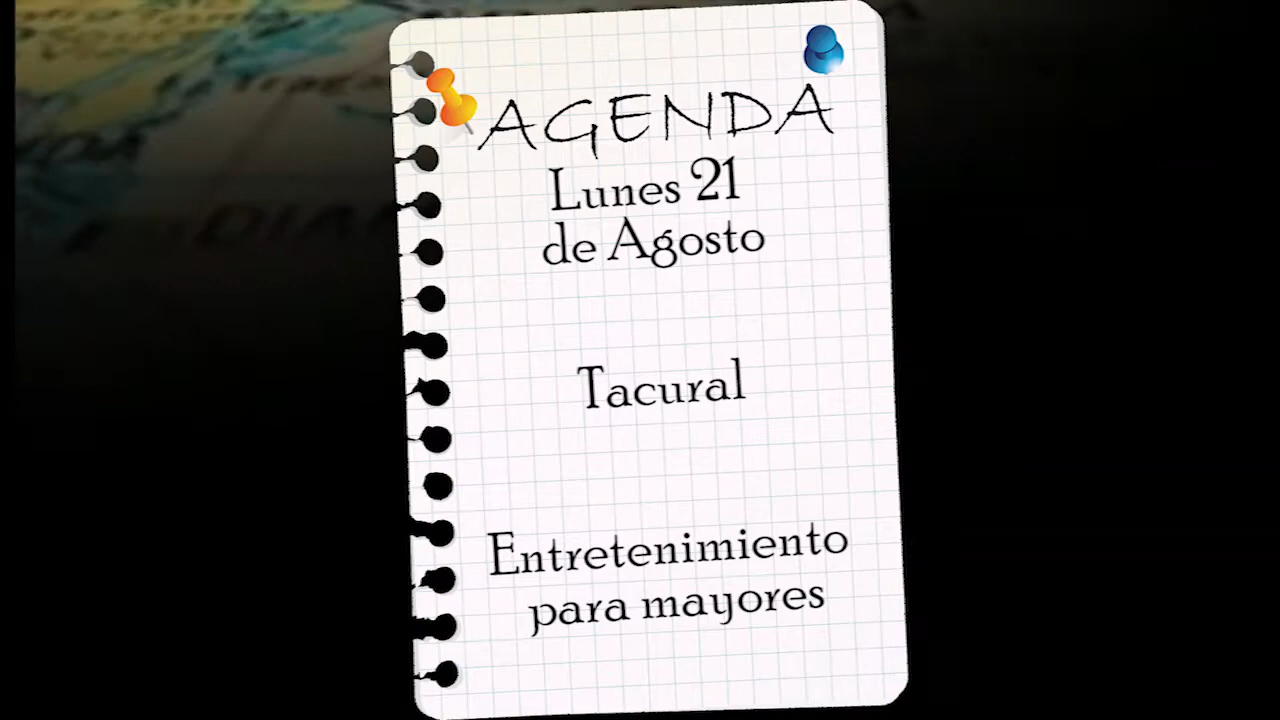 AGENDA
Lunes 21
de Agosto
Tacural
Entretenimiento
para mayores